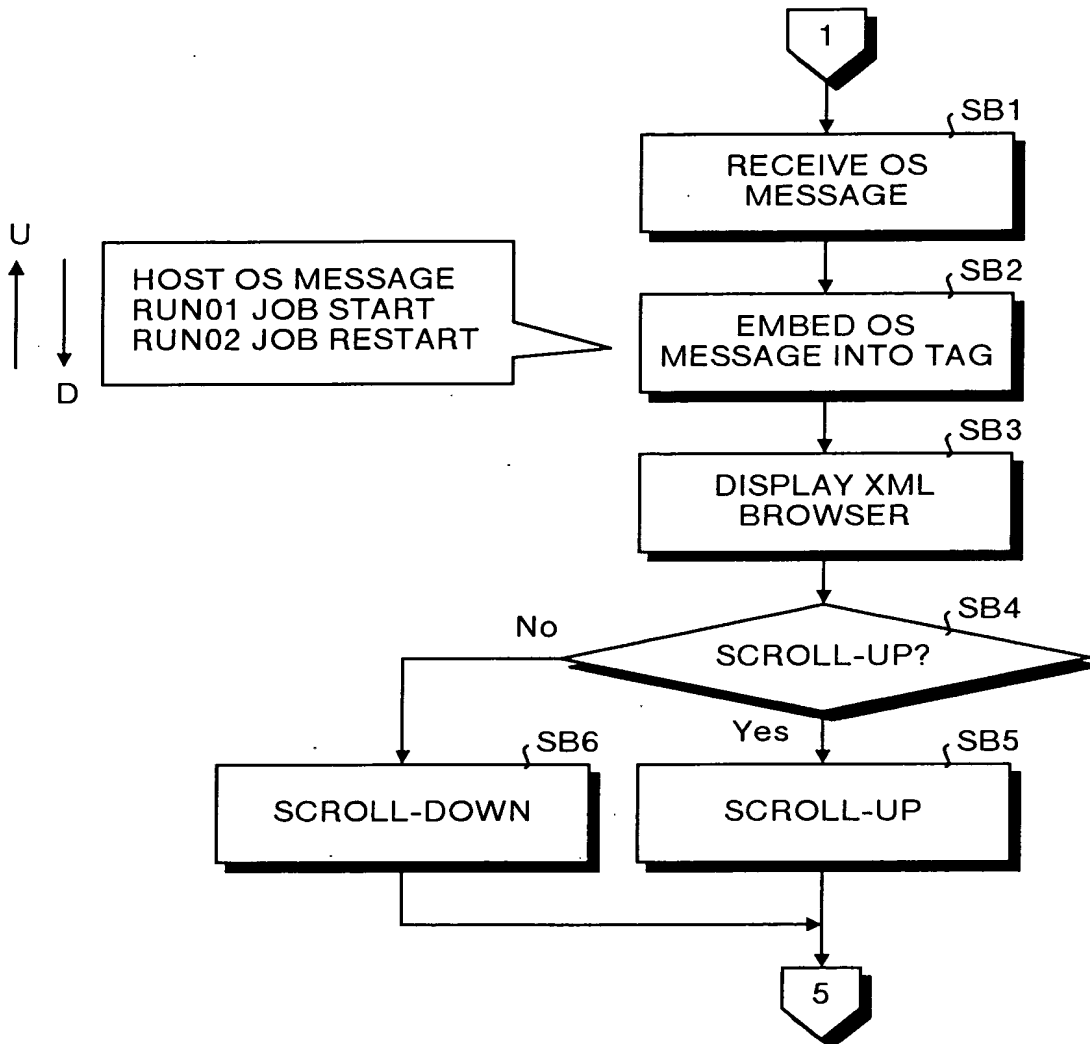 1
SB1
RECEIVE OS
MESSAGE
U
D
HOST OS MESSAGE
RUN01 JOB START
RUN02 JOB RESTART
SB2
EMBED OS
MESSAGE INTO TAG
SB3
DISPLAY XML
BROWSER
SB4
SCROLL-UP?
No
Yes
SB6
SCROLL-DOWN
SB5
SCROLL-UP
5